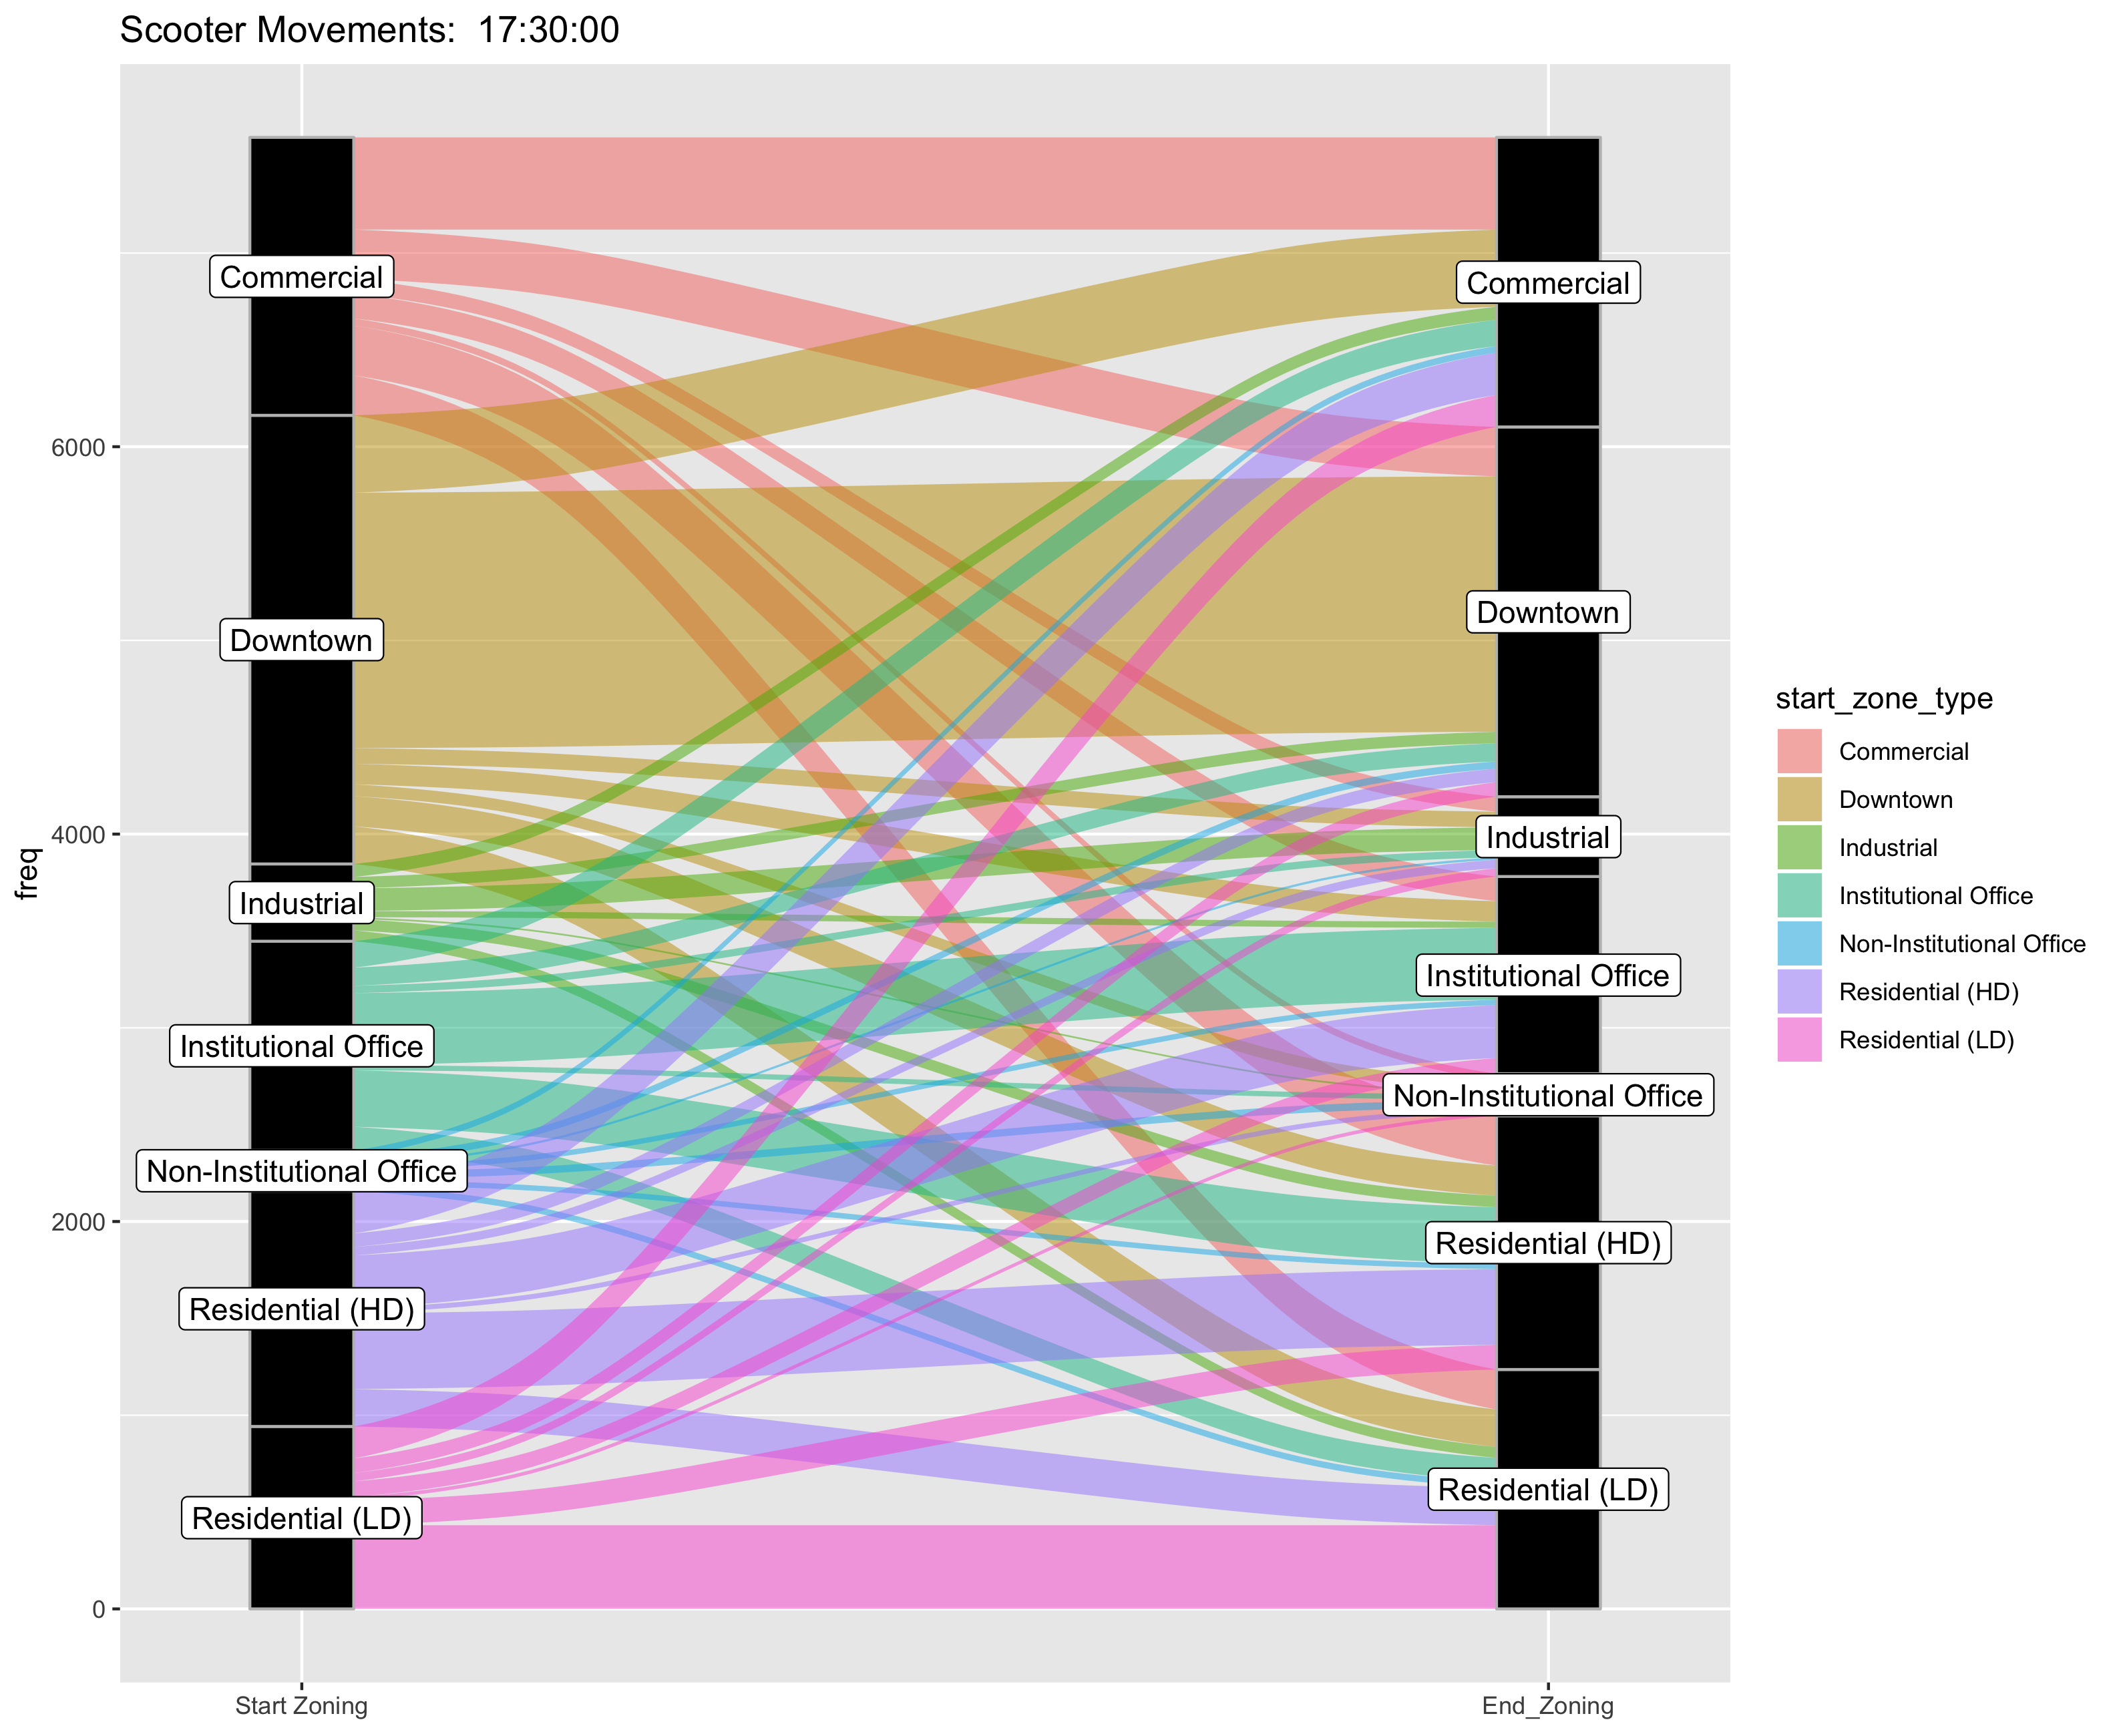 Scooter Movements:  17:30:00
freq
6000
4000
2000
0
Commercial
Downtown
Industrial
Institutional Office
Non-Institutional Office
Residential (HD)
Residential (LD)
Commercial
Downtown
Industrial
Institutional Office
Non-Institutional Office
Residential (HD)
Residential (LD)
Start Zoning
End_Zoning
start_zone_type
Commercial
Downtown
Industrial
Institutional Office
Non-Institutional Office
Residential (HD)
Residential (LD)